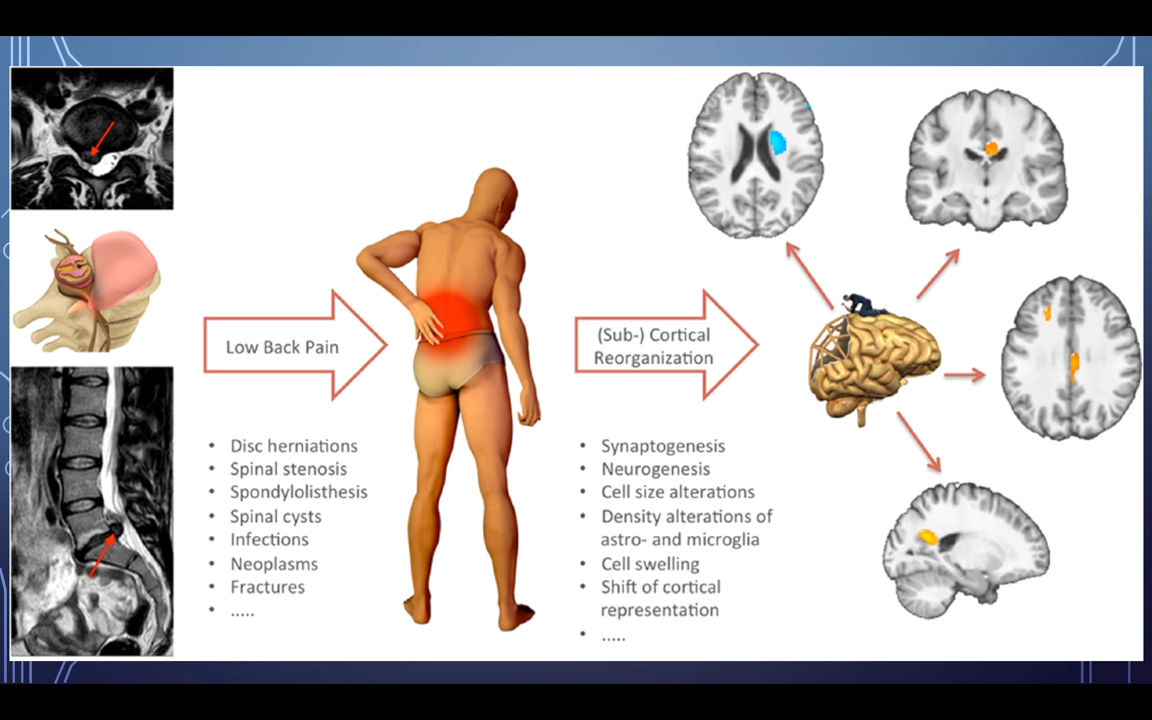 Low Back Pain
• Disc herniations
• Spinal stenosis
• Spondylolisthesis
• Spinal cysts
• Infections
• Neoplasms
• Fractures
• .....
(Sub-) Cortical
Reorganization
• Synaptogenesis
• Neurogenesis
• Cell size alterations
• Density alterations of
astro- and microglia
• Cell swelling
• Shift of cortical
representation
• .....